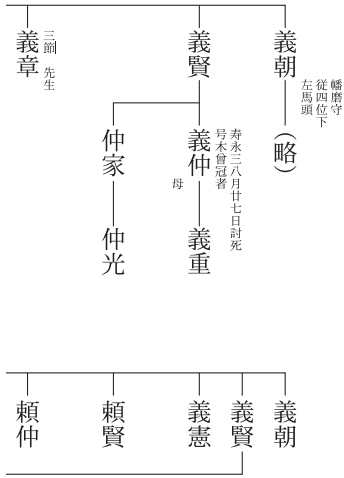 義朝
幡磨守
従四位下
左馬頭
（略）
義賢
義仲
寿永三八月廿七日討死
号木曾冠者
母
義重
仲家
仲光
義章
三節　先生
義朝
義賢
義憲
頼賢
頼仲